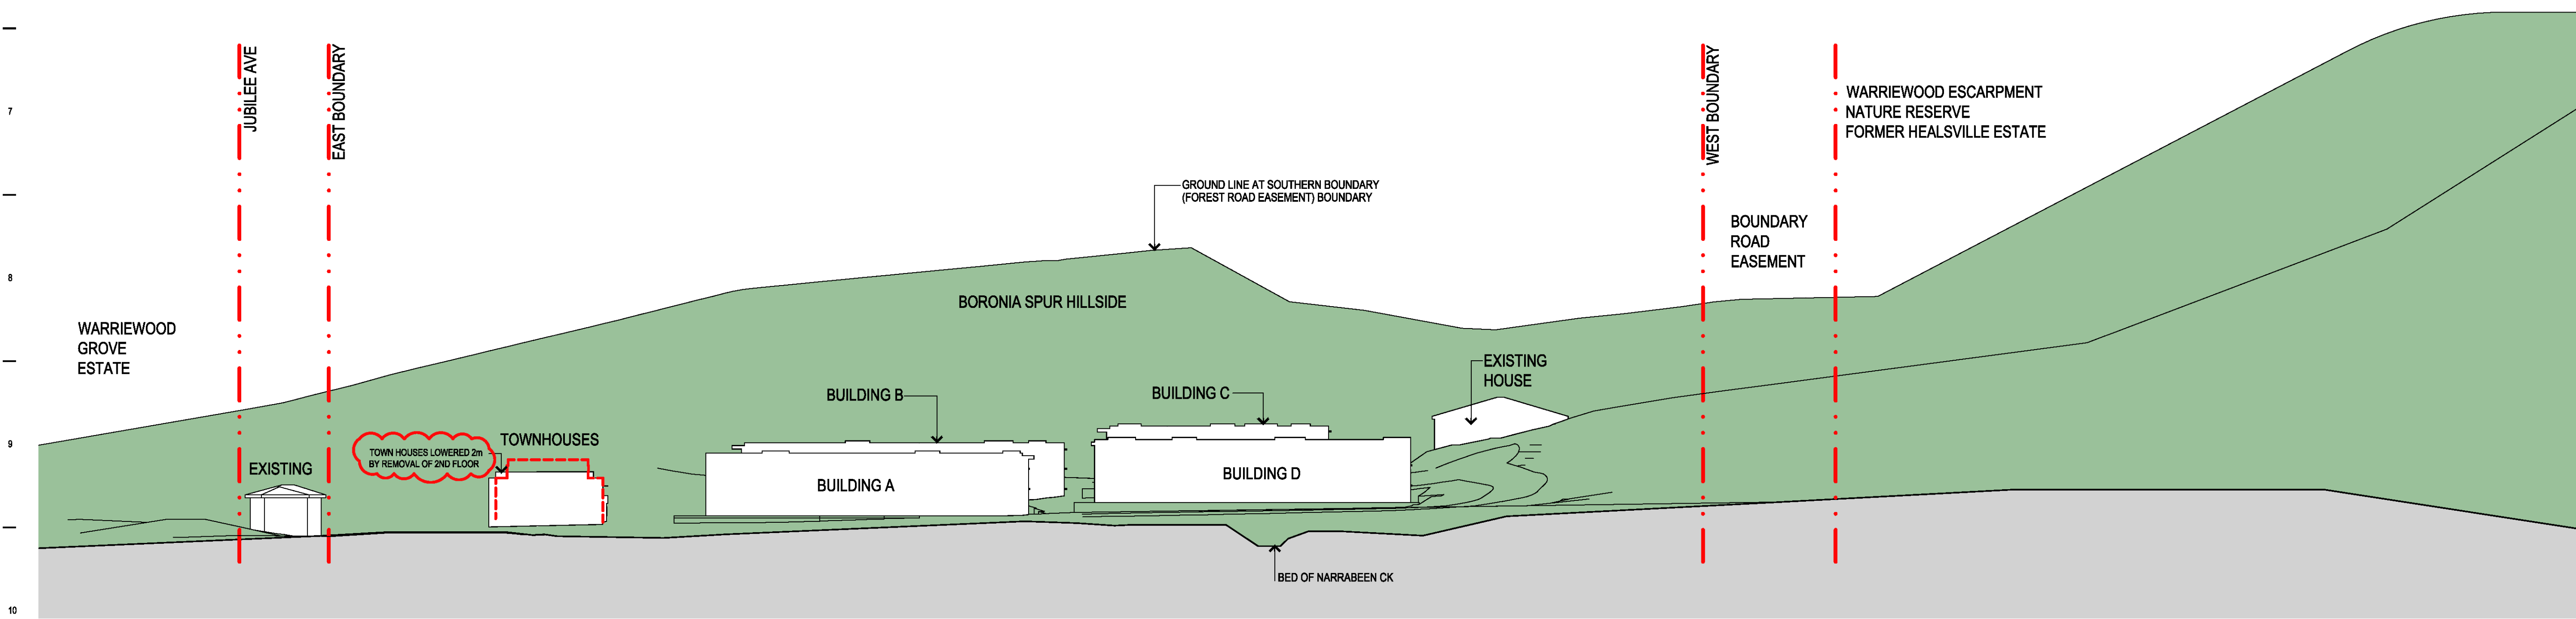 7
8
9
10
JUBILEE AVE
EAST BOUNDARY
WARRIEWOOD
GROVE
ESTATE
EXISTING
TOWN HOUSES LOWERED 2m
BY REMOVAL OF 2ND FLOOR
TOWNHOUSES
BUILDING A
BUILDING B
BORONIA SPUR HILLSIDE
GROUND LINE AT SOUTHERN BOUNDARY
(FOREST ROAD EASEMENT) BOUNDARY
BUILDING C
BUILDING D
BED OF NARRABEEN CK
EXISTING
HOUSE
WEST BOUNDARY
BOUNDARY
ROAD
EASEMENT
WARRIEWOOD ESCARPMENT
NATURE RESERVE
FORMER HEALSVILLE ESTATE